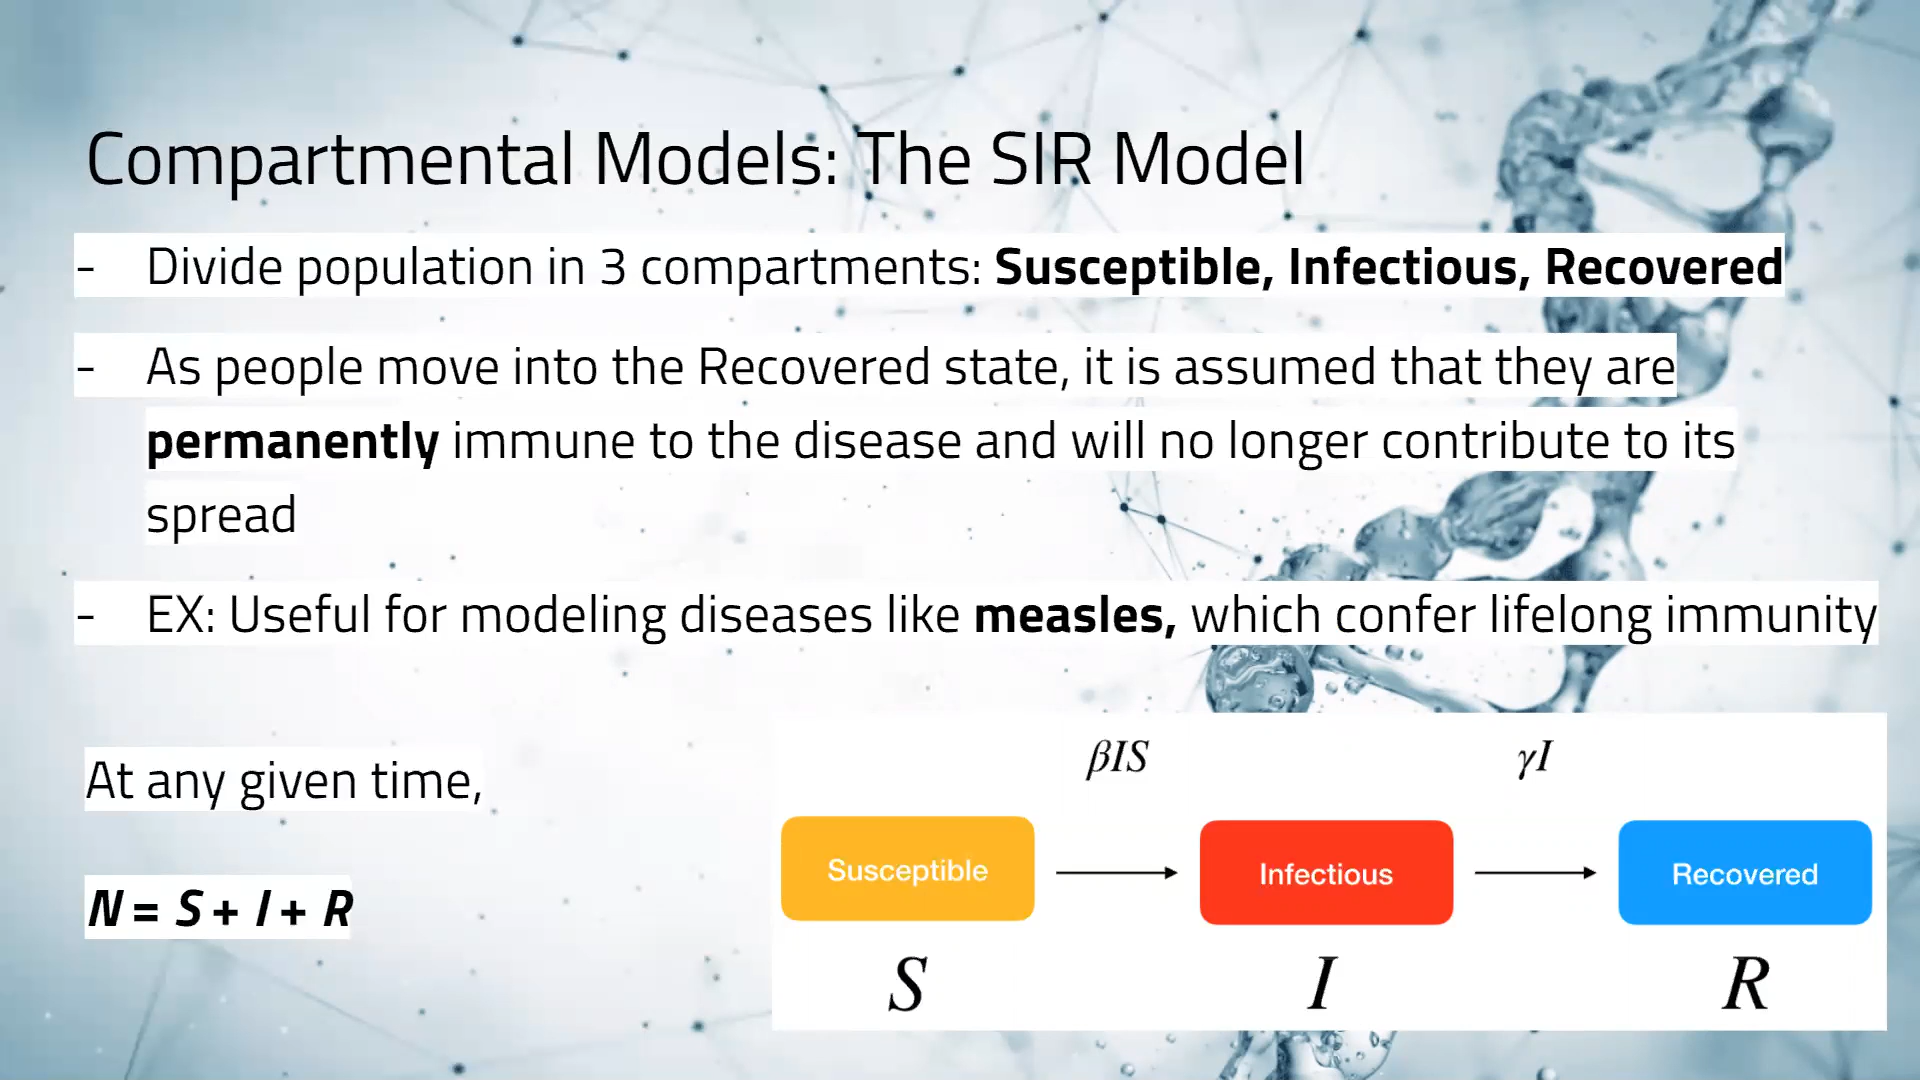 Compartmental Models: The SIR Model
- Divide population in 3 compartments: Susceptible, Infectious, Recovered
- As people move into the Recovered state, it is assumed that they are
permanently immune to the disease and will no longer contribute to its
spread
- EX: Useful for modeling diseases like measles, which confer lifelong immunity
At any given time,
N = S + I + R
βIS γI
Susceptible Infectious Recovered
S I R